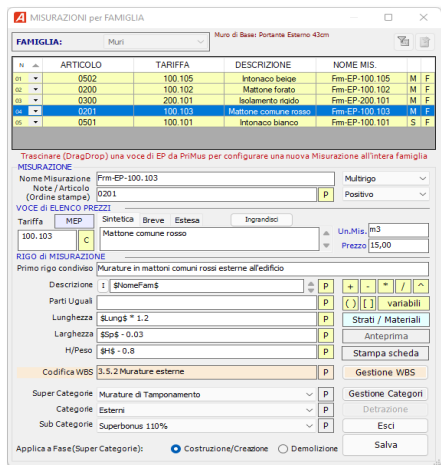 MISURAZIONI per FAMIGLIA
FAMIGLIA: Muri Muro di Base: Portante Esterno 43cm
N ARTICOLO TARIFFA DESCRIZIONE NOME MIS.
01 0502 100.105 Intonaco beige Frm-EP-100.105 M F
02 0200 100.102 Mattone forato Frm-EP-100.102 M F
03 0300 200.101 Isolamento rigido Frm-EP-200.101 M F
04 0201 100.103 Mattone comune rosso Frm-EP-100.103 M F
05 0501 100.101 Intonaco bianco Frm-EP-100.101 S F
Trascinare (DragDrop) una voce di EP da PriMus per configurare una nuova Misurazione all'intera famiglia
MISURAZIONE
Nome Misurazione Frm-EP-100.103 Multirigo
Note / Articolo
(Ordine stampe) 0201 P Positivo
VOCE di ELENCO PREZZI
Tariffa MEP Sintetica Breve Estesa Ingrandisci
100.103 C Mattone comune rosso Un.Mis. m3
Prezzo 15,00
RIGO di MISURAZIONE
Primo rigo condiviso Murature in mattoni comuni rossi esterne all'edificio
Descrizione I $NomeFam$ P + - * / ^
Parti Uguali P ( ) [ ] variabili
Lunghezza $Lung$ * 1.2 P Strati / Materiali
Larghezza $Sp$ - 0.03 P Anteprima
H/Peso $H$ - 0.8 P Stampa scheda
Codifica WBS 3.5.2 Murature esterne P Gestione WBS
Super Categorie Murature di Tamponamento P Gestione Categori
Categorie Esterni P Detrazione
Sub Categorie Superbonus 110% P Esci
Applica a Fase(Super Categorie): Costruzione/Creazione Demolizione Salva